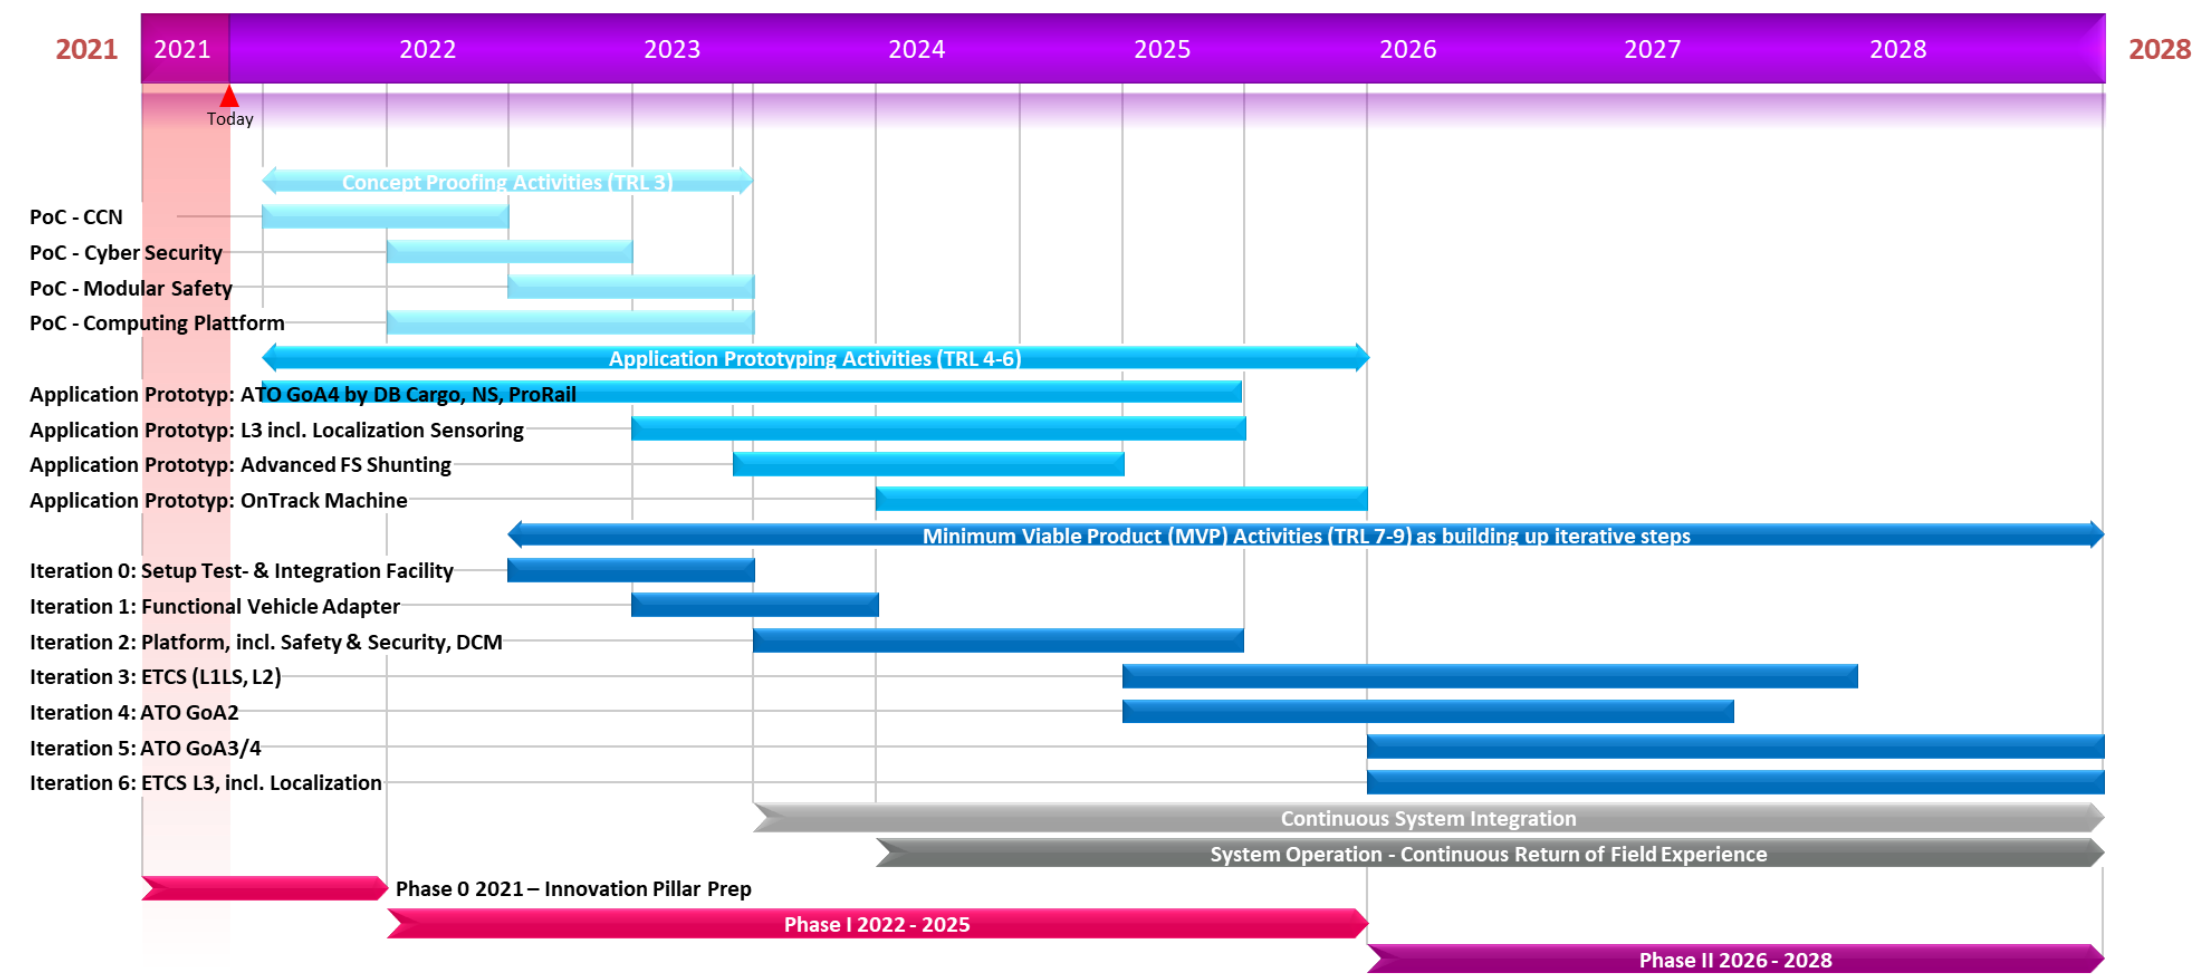 2021 2021 2022 2023 2024 2025 2026 2027 2028 2028
Today
Concept Proofing Activities (TRL 3)
PoC - CCN
PoC - Cyber Security
PoC - Modular Safety
PoC - Computing Plattform
Application Prototyping Activities (TRL 4-6)
Application Prototyp: ATO GoA4 by DB Cargo, NS, ProRail
Application Prototyp: L3 incl. Localization Sensoring
Application Prototyp: Advanced FS Shunting
Application Prototyp: OnTrack Machine
Minimum Viable Product (MVP) Activities (TRL 7-9) as building up iterative steps
Iteration 0: Setup Test- & Integration Facility
Iteration 1: Functional Vehicle Adapter
Iteration 2: Platform, incl. Safety & Security, DCM
Iteration 3: ETCS (L1LS, L2)
Iteration 4: ATO GoA2
Iteration 5: ATO GoA3/4
Iteration 6: ETCS L3, incl. Localization
Continuous System Integration
System Operation - Continuous Return of Field Experience
Phase 0 2021 – Innovation Pillar Prep
Phase I 2022 - 2025
Phase II 2026 - 2028